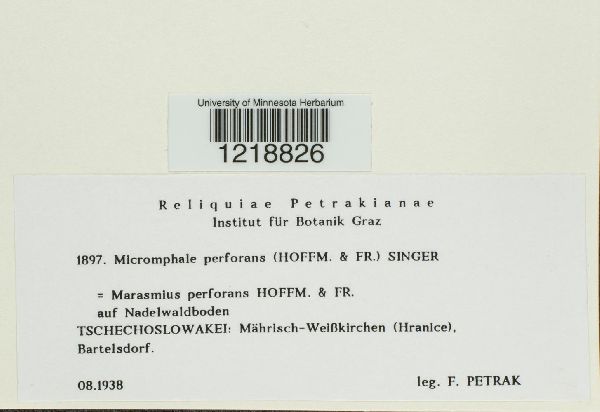 University of Minnesota Herbarium
1218826
Reliquiae Petrakianae
Institut für Botanik Graz
1897. Micromphale perforans (HOFFM. & FR.) SINGER
= Marasmius perforans HOFFM. & FR.
auf Nadelwaldboden
TSCHECHOSLOWAKEI: Mährisch-Weißkirchen (Hranice),
Bartelsdorf.
08.1938 leg. F. PETRAK